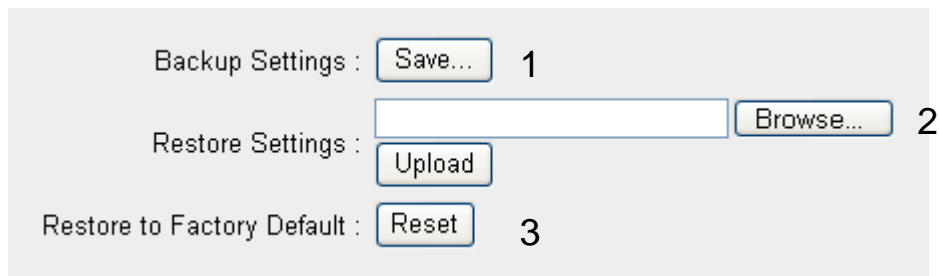 Backup Settings : Save... 1
Browse... 2
Restore Settings :
Upload
Restore to Factory Default : Reset 3